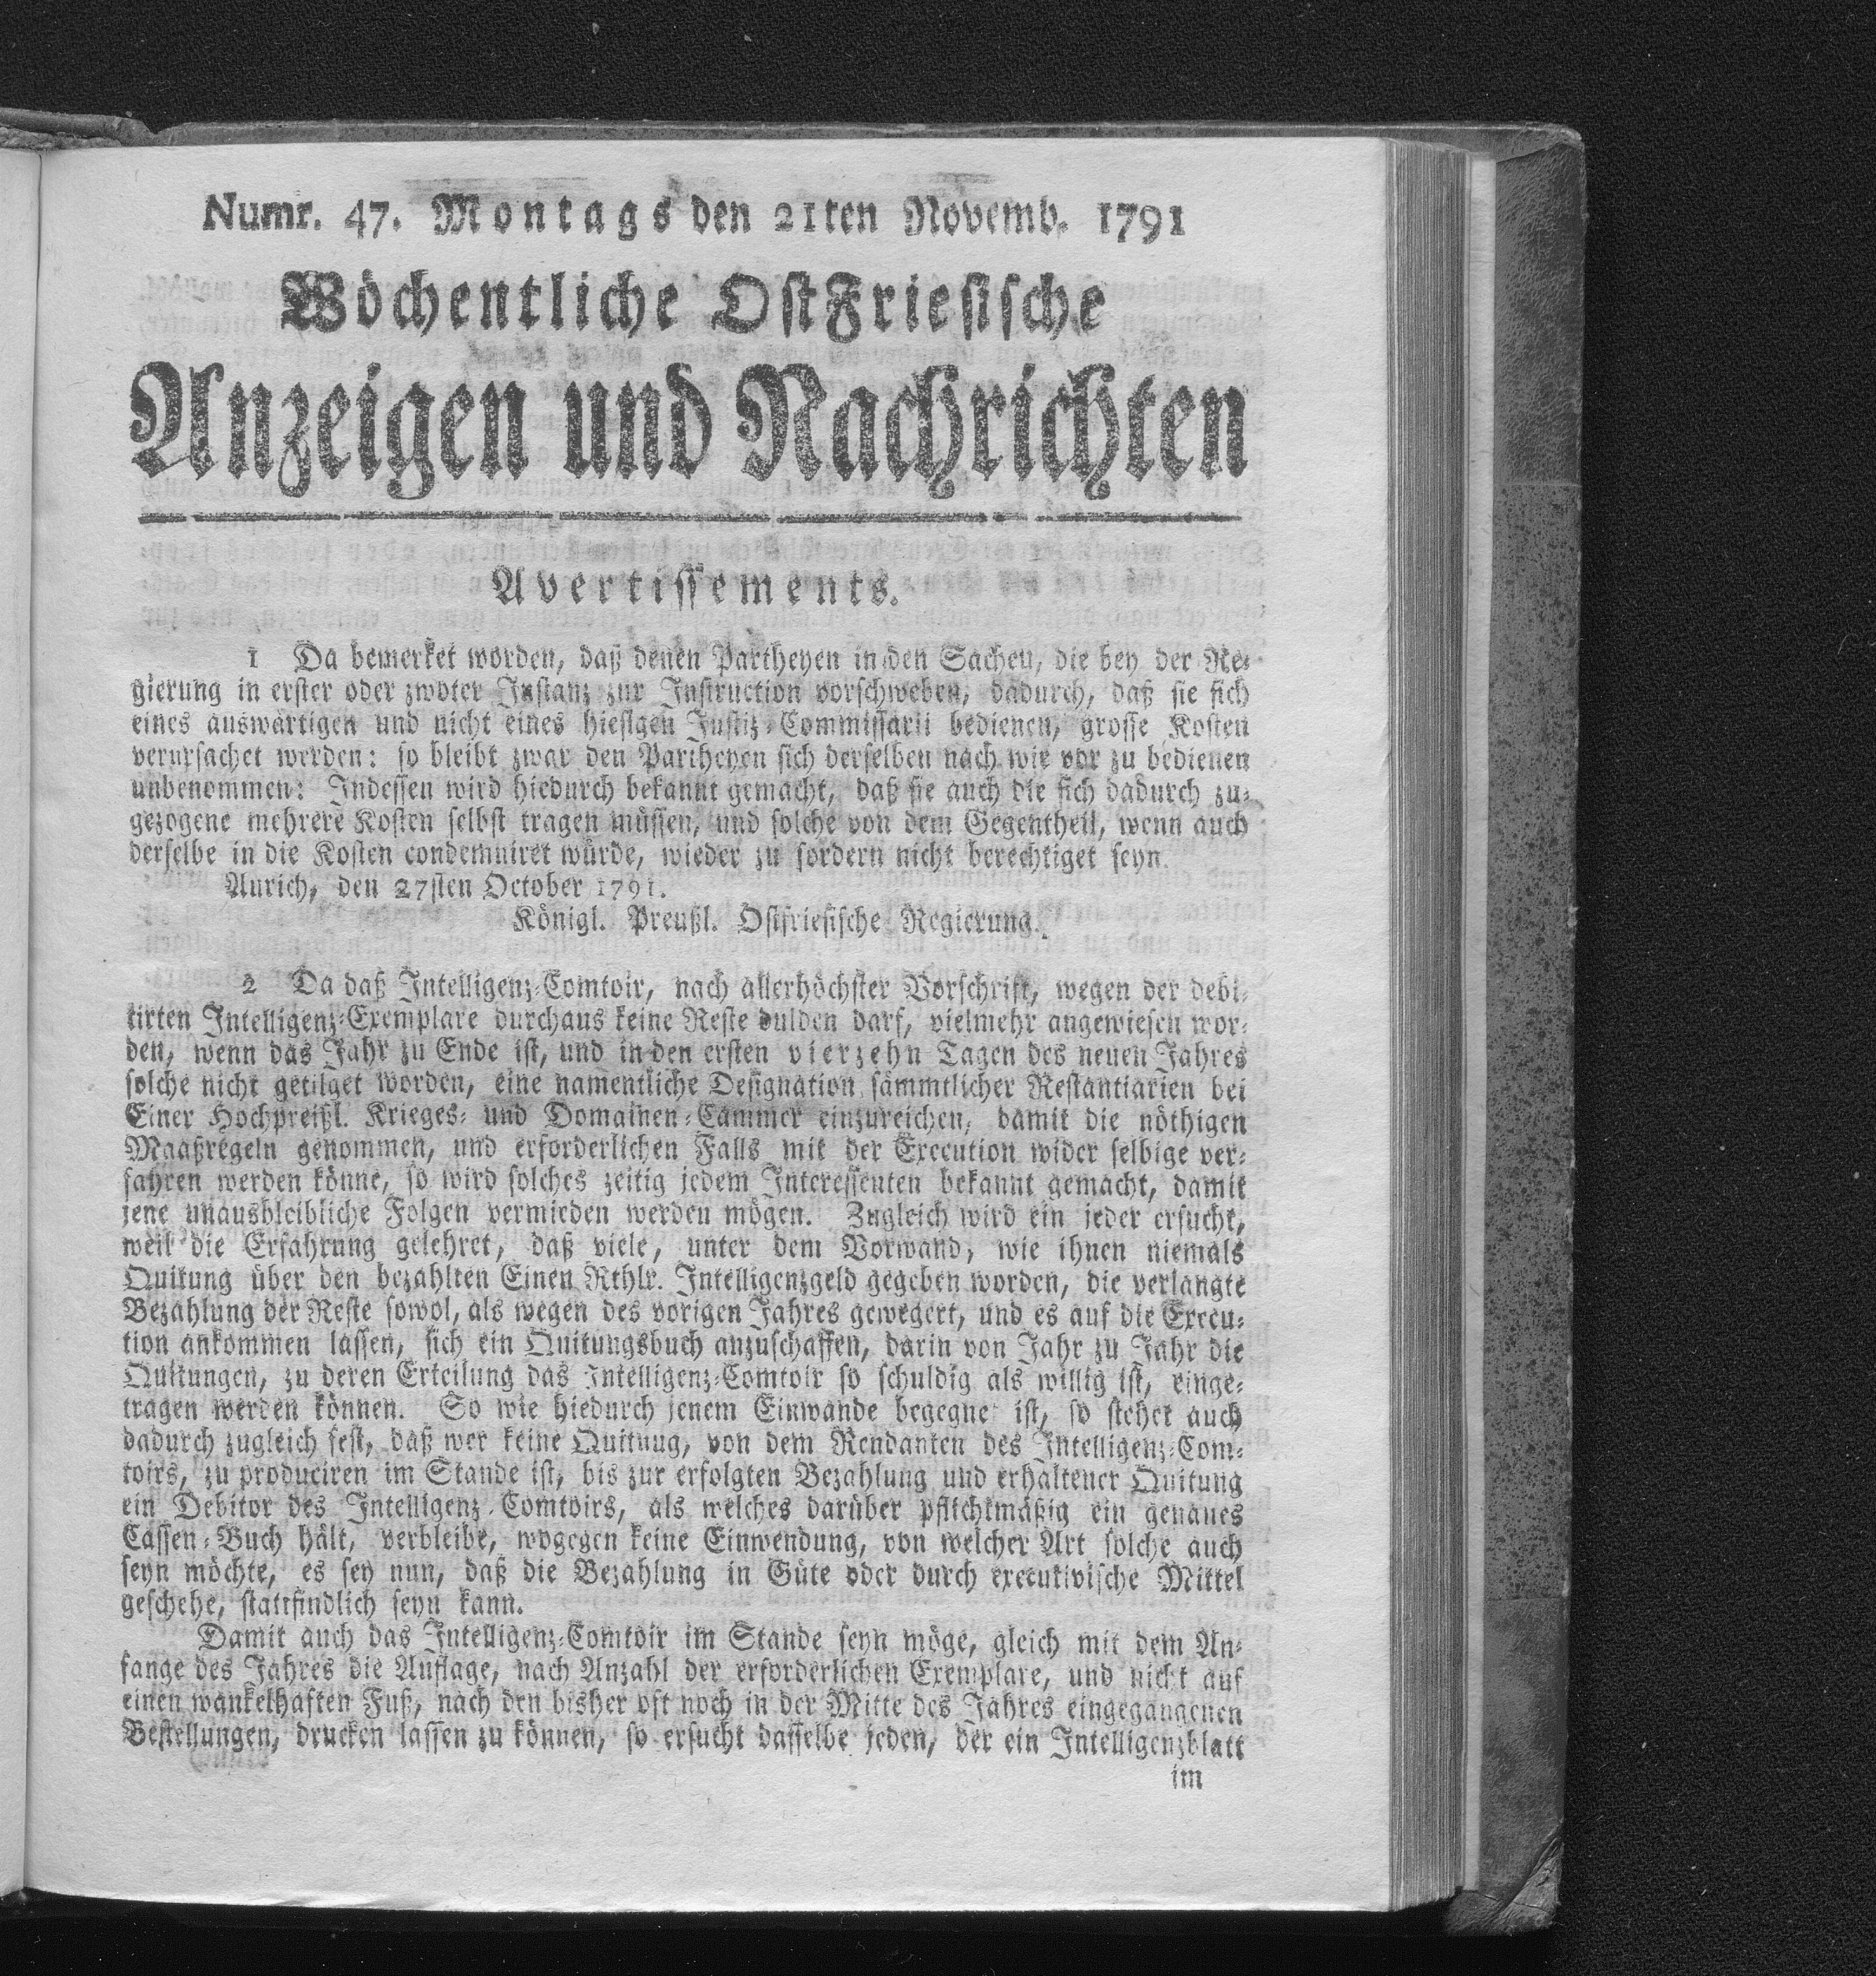 Numr. 47. Montags den 21ten Novemb. 1791
Wöchentliche OstFriesische
Anzeigen und Nachrichten
Avertissements.
1 Da bemerket worden, daß denen Partheyen in den Sachen, die bey der Re-
gierung in erster oder zwoter Instanz zur Instruction vorschweben, dadurch, daß sie sich
eines auswärtigen und nicht eines hiesigen Justiz-Commissarii bedienen, grosse Kosten
verursachet werden: so bleibt zwar den Partheyen sich derselben nach wie vor zu bedienen
unbenommen: Indessen wird hiedurch bekannt gemacht, daß sie auch die sich dadurch zu-
gezogene mehrere Kosten selbst tragen müssen, und solche von dem Gegentheil, wenn auch
derselbe in die Kosten condemniret würde, wieder zu fordern nicht berechtiget seyn.
Aurich, den 27sten October 1791.
Königl. Preußl. Ostfriesische Regierung.
2 Da daß Intelligenz-Comtoir, nach allerhöchster Vorschrift, wegen der debi-
tirten Intelligenz-Exemplare durchaus keine Reste dulden darf, vielmehr angewiesen wor-
den, wenn das Jahr zu Ende ist, und in den ersten vierzehn Tagen des neuen Jahres
solche nicht getilget worden, eine namentliche Designation sämmtlicher Restantiarien bei
Einer Hochpreißl. Krieges- und Domainen-Cammer einzureichen, damit die nöthigen
Maaßregeln genommen, und erforderlichen Falls mit der Execution wider selbige ver-
fahren werden könne, so wird solches zeitig jedem Interessenten bekannt gemacht, damit
jene unausbleibliche Folgen vermieden werden mögen. Zugleich wird ein jeder ersucht,
weil die Erfahrung gelehret, daß viele, unter dem Vorwand, wie ihnen niemals
Quitung über den bezahlten Einen Rthlr. Intelligenzgeld gegeben worden, die verlangte
Bezahlung der Reste sowol, als wegen des vorigen Jahres gewegert, und es auf die Execu-
tion ankommen lassen, sich ein Quitungsbuch anzuschaffen, darin von Jahr zu Jahr die
Quitungen, zu deren Erteilung das Intelligenz-Comtoir so schuldig als willig ist, einge-
tragen werden können. So wie hiedurch jenem Einwande begegnet ist, so stehet auch
dadurch zugleich fest, daß wer keine Quitung, von dem Rendanten des Intelligenz-Com-
toirs, zu produciren im Stande ist, bis zur erfolgten Bezahlung und erhaltener Quitung
ein Debitor des Intelligenz-Comtoirs, als welches darüber pflichtmäßig ein genaues
Cassen-Buch hält, verbleibe, wogegen keine Einwendung, von welcher Art solche auch
seyn möchte, es sey nun, daß die Bezahlung in Güte oder durch executivische Mittel
geschehe, stattfindlich seyn kann.
Damit auch das Intelligenz-Comtoir im Stande seyn möge, gleich mit dem An-
fange des Jahres die Auflage, nach Anzahl der erforderlichen Exemplare, und nicht auf
einen wankelhaften Fuß, nach den bisher oft noch in der Mitte des Jahres eingegangenen
Bestellungen, drucken lassen zu können, so ersucht dasselbe jeden, der ein Intelligenzblatt
im